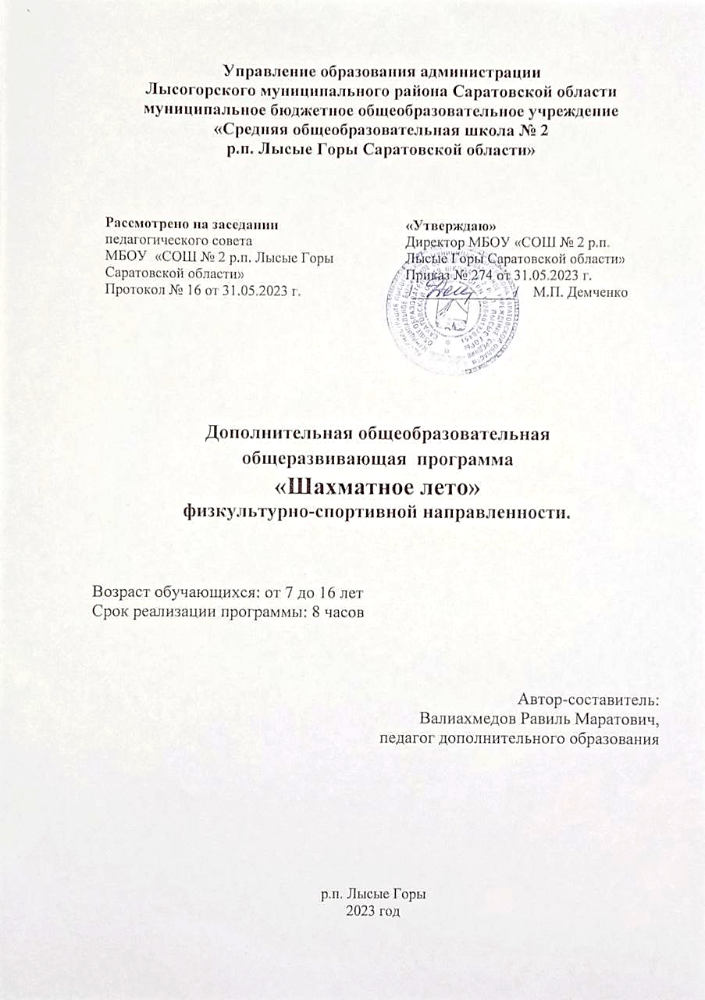 Управление образования администрации
Лысогорского муниципального района Саратовской области
муниципальное бюджетное общеобразовательное учреждение
«Средняя общеобразовательная школа № 2
р.п. Лысые Горы Саратовской области»
Рассмотрено на заседании
педагогического совета
МБОУ «СОШ № 2 р.п. Лысые Горы
Саратовской области»
Протокол № 16 от 31.05.2023 г.
«Утверждаю»
Директор МБОУ «СОШ № 2 р.п.
Лысые Горы Саратовской области»
Приказ № 274 от 31.05.2023 г.
/ / М.П. Демченко
Дополнительная общеобразовательная
общеразвивающая программа
«Шахматное лето»
физкультурно-спортивной направленности.
Возраст обучающихся: от 7 до 16 лет
Срок реализации программы: 8 часов
Автор-составитель:
Валиахмедов Равиль Маратович,
педагог дополнительного образования
р.п. Лысые Горы
2023 год